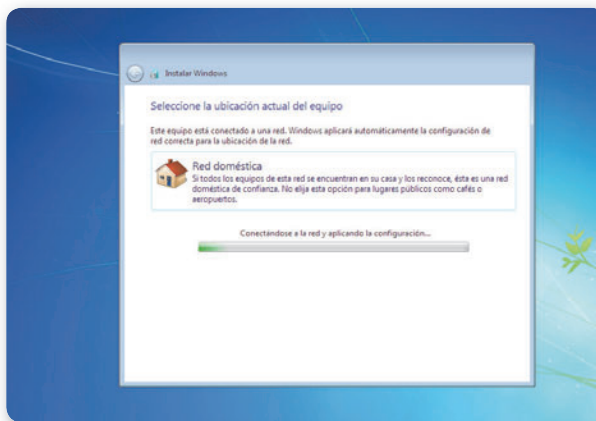 Instalar Windows
Seleccione la ubicación actual del equipo
Este equipo está conectado a una red. Windows aplicará automáticamente la configuración de
red correcta para la ubicación de la red.
Red doméstica
Si todos los equipos de esta red se encuentran en su casa y los reconoce, ésta es una red
doméstica de confianza. No elija esta opción para lugares públicos como cafés o
aeropuertos.
Conectándose a la red y aplicando la configuración...